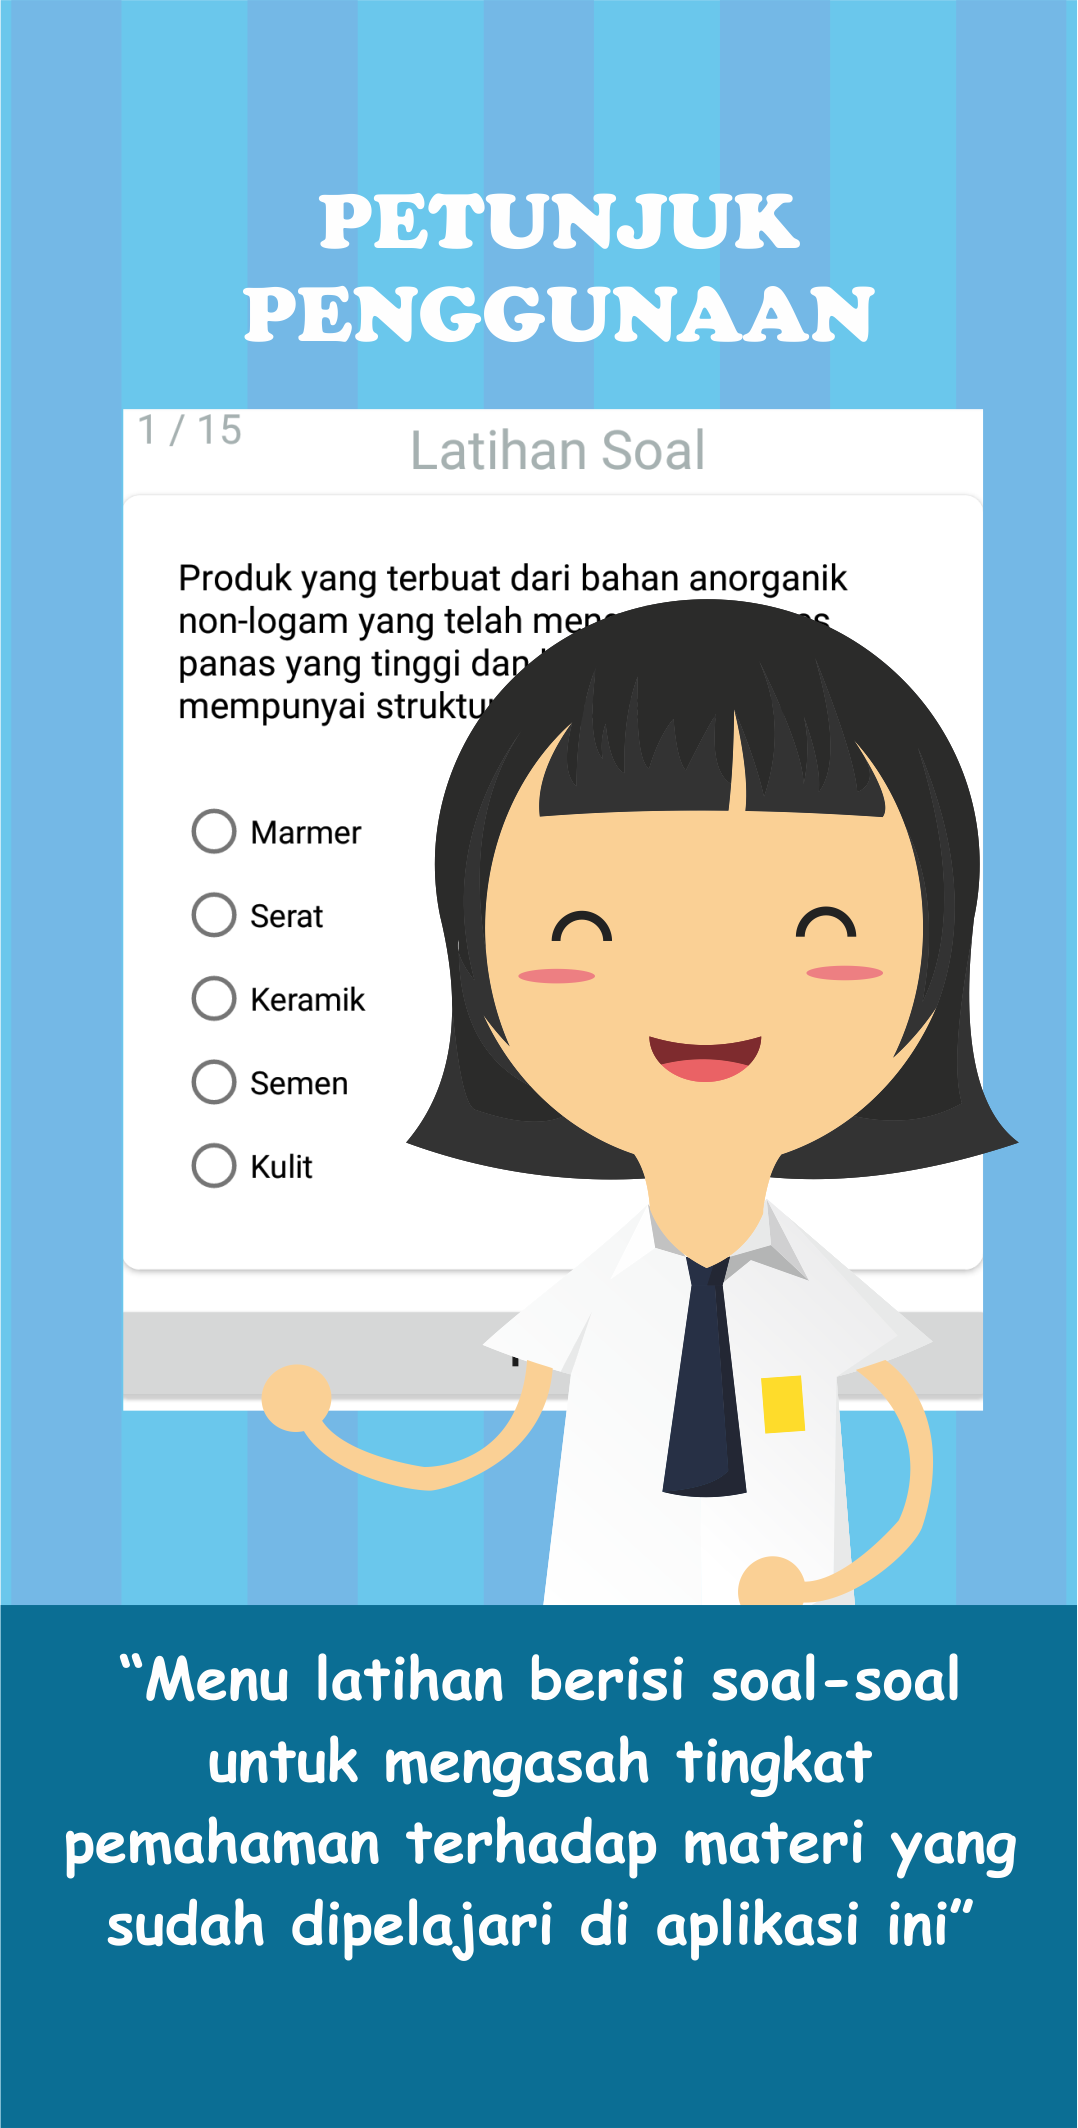 PETUNJUK
PENGGUNAAN
1 / 15
Latihan Soal
Produk yang terbuat dari bahan anorganik
non-logam yang telah
panas yang tinggi dan
mempunyai
Marmer
Serat
Keramik
Semen
Kulit
“Menu latihan berisi soal-soal
untuk mengasah tingkat
pemahaman terhadap materi yang
sudah dipelajari di aplikasi ini”